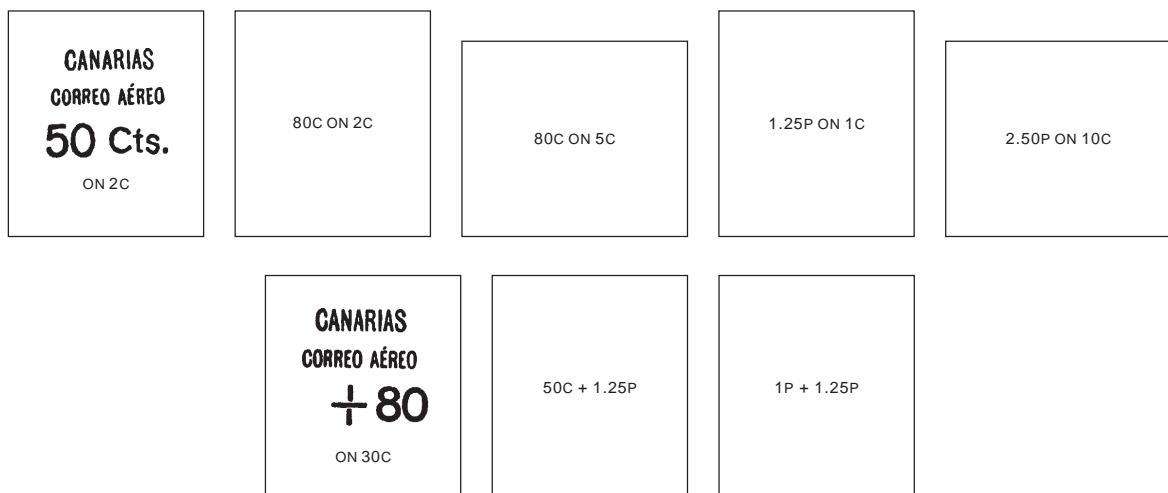 CANARIAS
CORREO AÉREO
50 Cts.
ON 2C
80C ON 2C
80C ON 5C
1.25P ON 1C
2.50P ON 10C
CANARIAS
CORREO AÉREO
+80
ON 30C
50C + 1.25P
1P + 1.25P